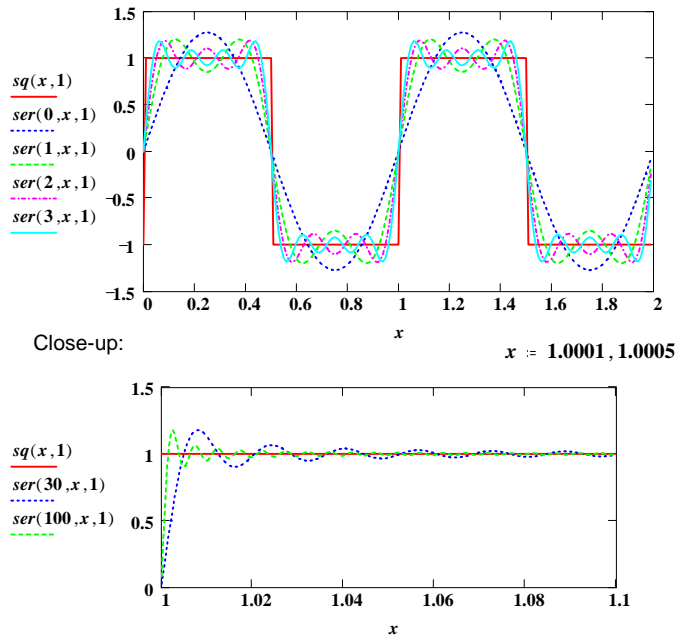 1.5
1
0.5
0
−0.5
−1
−1.5
sq(x,1)
ser(0,x,1)
ser(1,x,1)
ser(2,x,1)
ser(3,x,1)
0 0.2 0.4 0.6 0.8 1 1.2 1.4 1.6 1.8 2
x
Close-up:
x := 1.0001, 1.0005
1.5
1
0.5
0
sq(x,1)
ser(30,x,1)
ser(100,x,1)
1 1.02 1.04 1.06 1.08 1.1
x